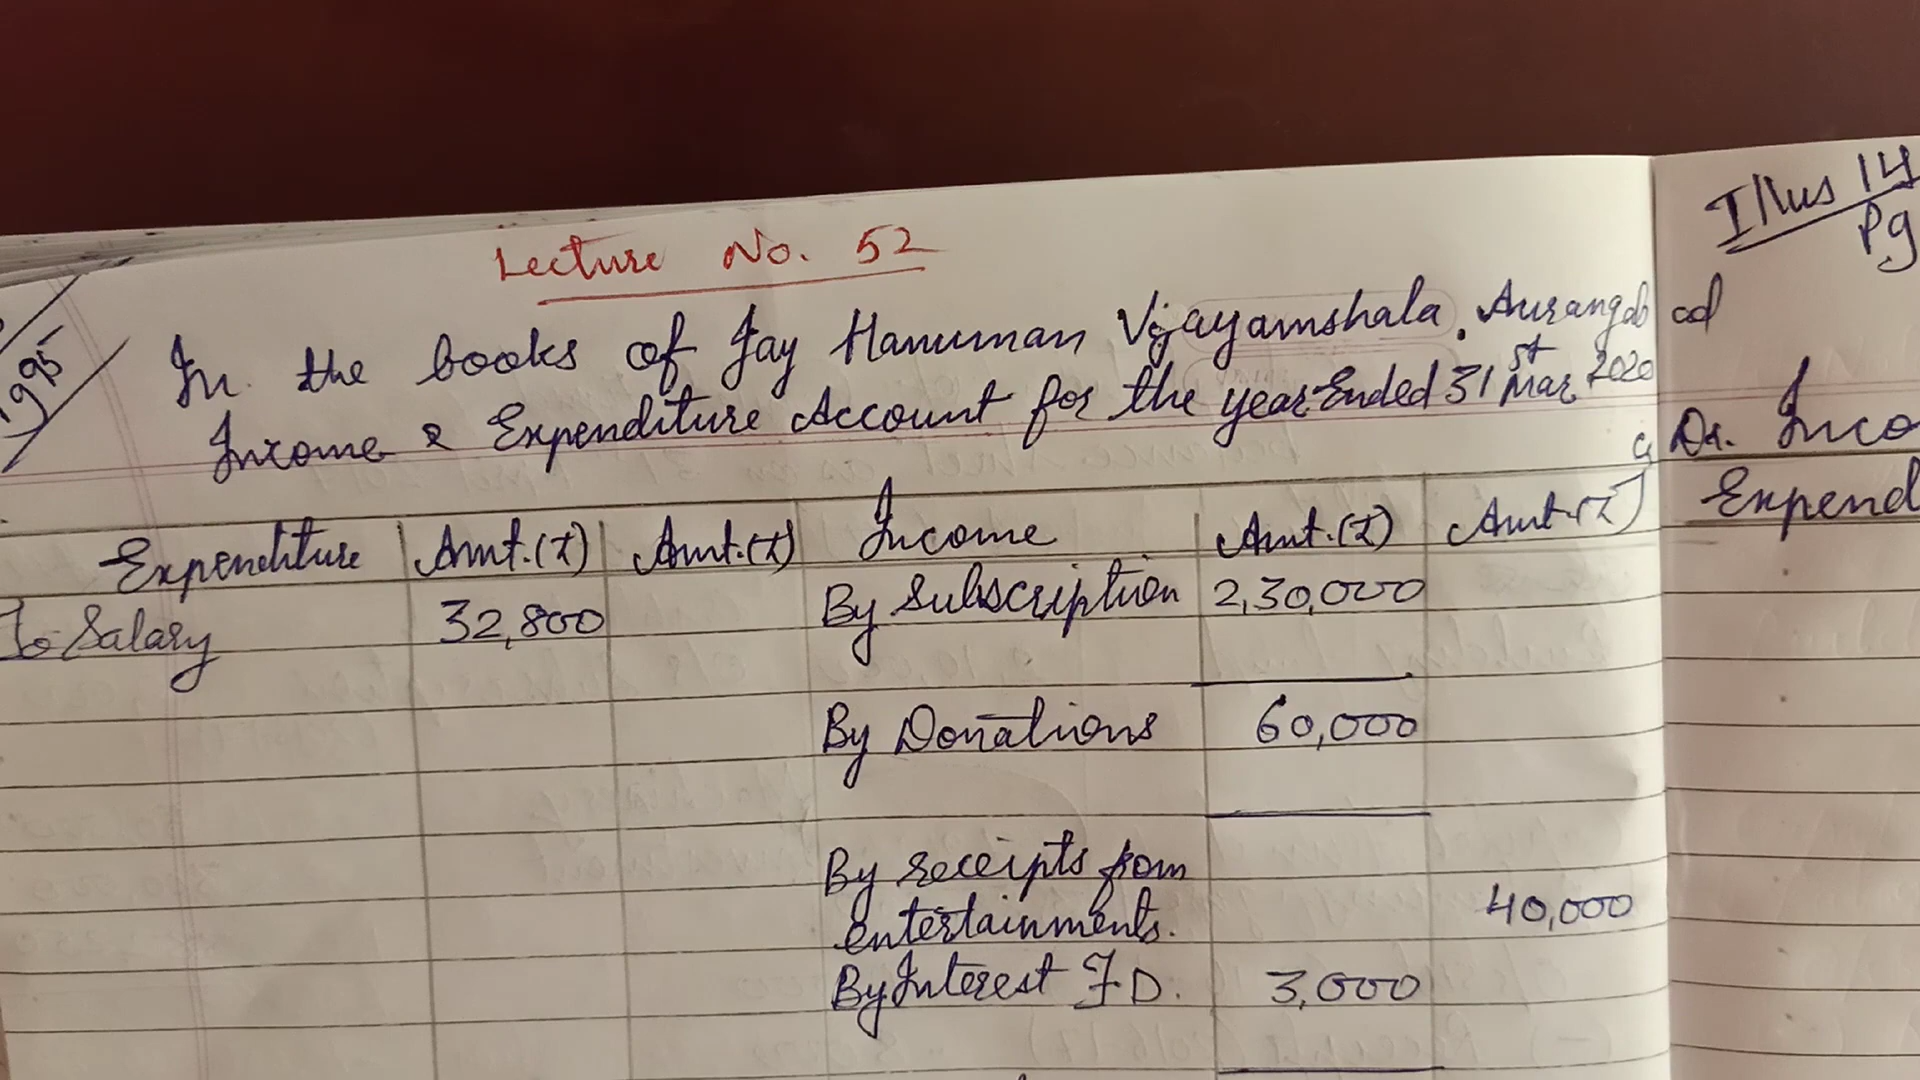 Lecture No. 52
1995
In the books of Jay Hanuman Vyayamshala. Aurangabad
Income & Expenditure Account for the year Ended 31st Mar 2020
Expenditure Amt.(₹) Amt.(₹) Income Amt.(₹) Amt.(₹)
To Salary 32,800 By Subscription 2,30,000
By Donations 60,000
By receipts from
entertainments. 40,000
By Interest F.D. 3,000
Illus 14
Pg
Dr. Inco
Expend